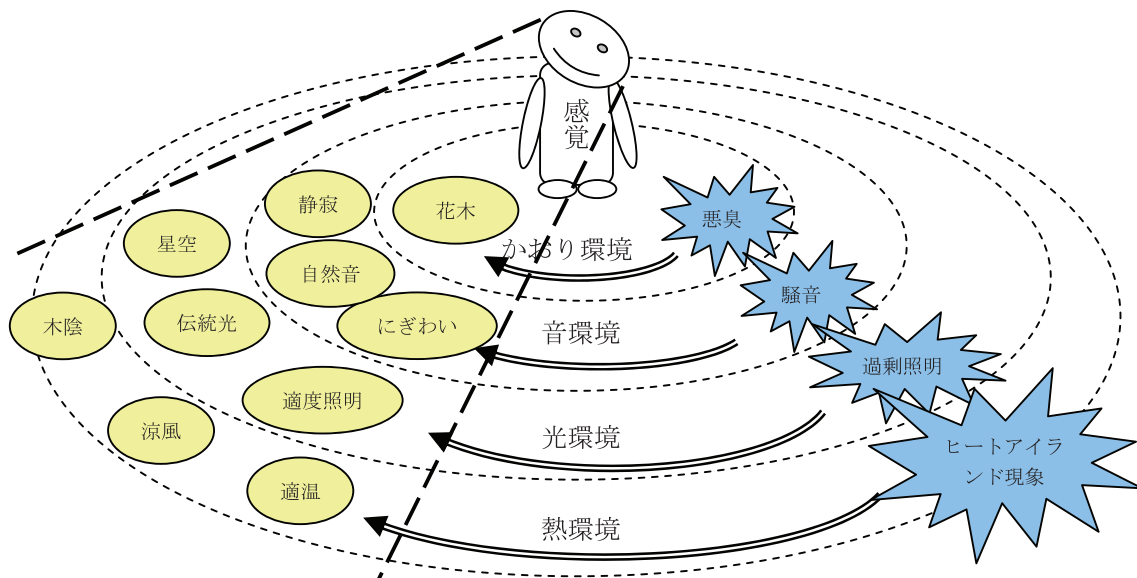 感覚
静寂
花木
悪臭
星空
かおり環境
自然音
騒音
木陰
伝統光
にぎわい
音環境
過剰照明
適度照明
涼風
光環境
ヒートアイラ
ンド現象
適温
熱環境